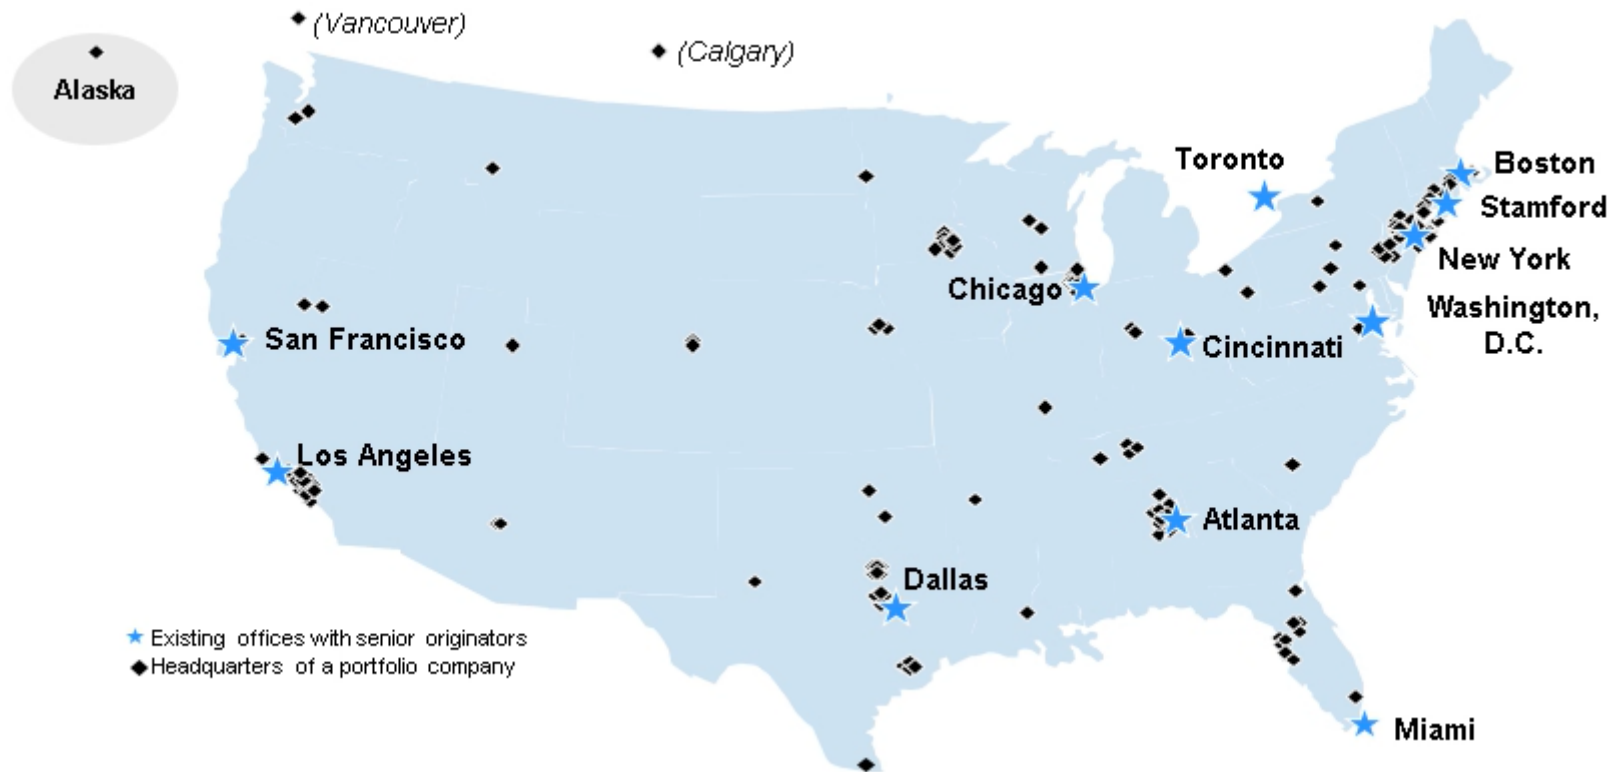 (Vancouver)
(Calgary)
Alaska
Toronto
Boston
Stamford
New York
Chicago
Washington,
D.C.
San Francisco
Cincinnati
Los Angeles
Atlanta
Dallas
Existing offices with senior originators
Headquarters of a portfolio company
Miami